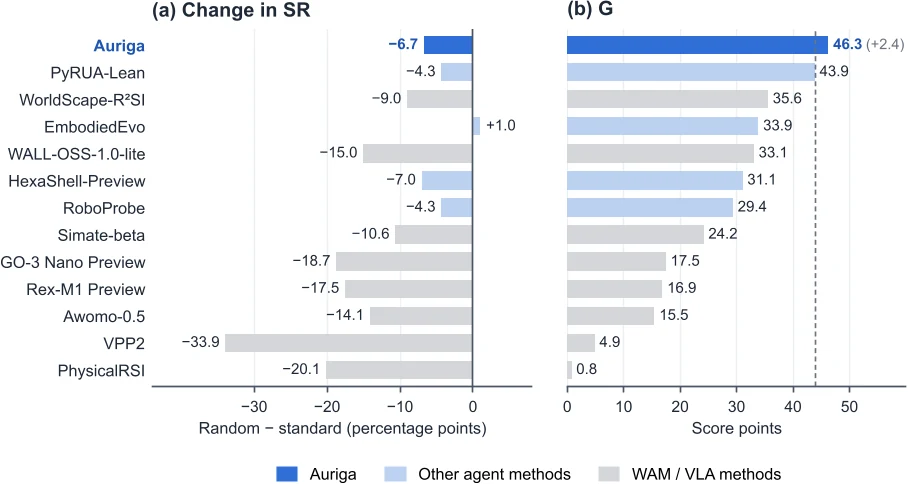 (a) Change in SR
(b) G
Auriga −6.7 46.3 (+2.4)
PyRUA-Lean −4.3 43.9
WorldScape-R²SI −9.0 35.6
EmbodiedEvo +1.0 33.9
WALL-OSS-1.0-lite −15.0 33.1
HexaShell-Preview −7.0 31.1
RoboProbe −4.3 29.4
Simate-beta −10.6 24.2
GO-3 Nano Preview −18.7 17.5
Rex-M1 Preview −17.5 16.9
Awomo-0.5 −14.1 15.5
VPP2 −33.9 4.9
PhysicalRSI −20.1 0.8
−30 −20 −10 0
0 10 20 30 40 50
Random − standard (percentage points)
Score points
Auriga Other agent methods WAM / VLA methods